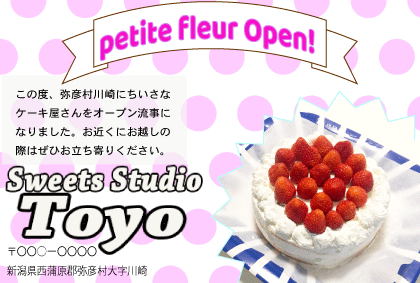 petite fleur Open!
この度、弥彦村川崎にちいさな
ケーキ屋さんをオープン流事に
なりました。お近くにお越しの
際はぜひお立ち寄りください。
Sweets Studio
Toyo
〒○○○ー○○○○
新潟県西蒲原郡弥彦村大字川崎